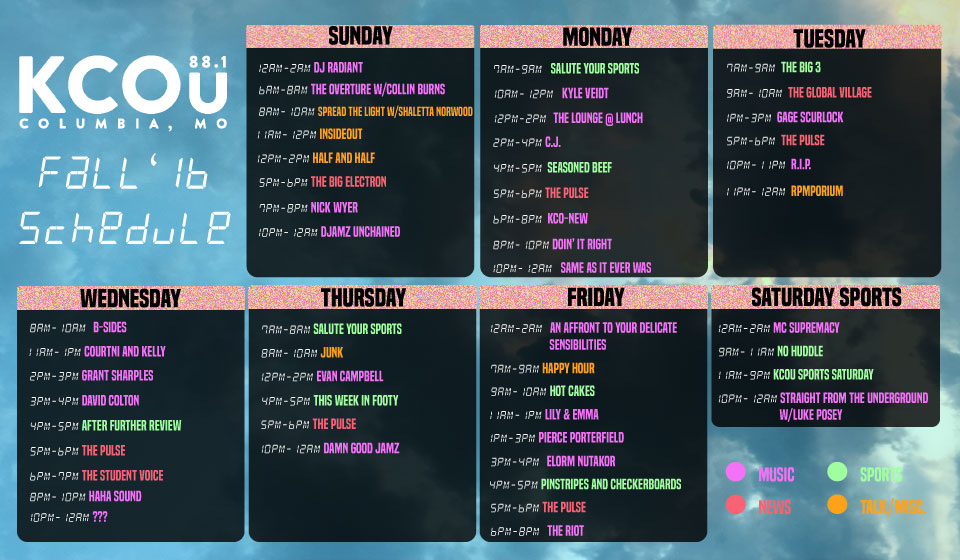 KCOU
88.1
COLUMBIA, MO
FALL '16
Schedule
SUNDAY
12AM-2AM DJ RADIANT
6AM-8AM THE OVERTURE W/COLLIN BURNS
8AM- 10AM SPREAD THE LIGHT W/SHALETTA NORWOOD
11AM- 12PM INSIDEOUT
12PM-2PM HALF AND HALF
5PM-6PM THE BIG ELECTRON
7PM-8PM NICK WYER
10PM- 12AM DJAMZ UNCHAINED
MONDAY
7AM-9AM SALUTE YOUR SPORTS
10AM- 12PM KYLE VEIDT
12PM-2PM THE LOUNGE @ LUNCH
2PM-4PM C.J.
4PM-5PM SEASONED BEEF
5PM-6PM THE PULSE
6PM-8PM KCO-NEW
8PM- 10PM DOIN' IT RIGHT
10PM- 12AM SAME AS IT EVER WAS
TUESDAY
7AM-9AM THE BIG 3
9AM- 10AM THE GLOBAL VILLAGE
1PM-3PM GAGE SCURLOCK
5PM-6PM THE PULSE
10PM- 11PM R.I.P.
11PM- 12AM RPMPORIUM
WEDNESDAY
8AM- 10AM B-SIDES
11AM- 1PM COURTNI AND KELLY
2PM-3PM GRANT SHARPLES
3PM-4PM DAVID COLTON
4PM-5PM AFTER FURTHER REVIEW
5PM-6PM THE PULSE
6PM-7PM THE STUDENT VOICE
8PM- 10PM HAHA SOUND
10PM- 12AM ???
THURSDAY
7AM-8AM SALUTE YOUR SPORTS
8AM- 10AM JUNK
12PM-2PM EVAN CAMPBELL
4PM-5PM THIS WEEK IN FOOTY
5PM-6PM THE PULSE
10PM- 12AM DAMN GOOD JAMZ
FRIDAY
12AM-2AM AN AFFRONT TO YOUR DELICATE
SENSIBILITIES
7AM-9AM HAPPY HOUR
9AM- 10AM HOT CAKES
11AM- 1PM LILY & EMMA
1PM-3PM PIERCE PORTERFIELD
3PM-4PM ELORM NUTAKOR
4PM-5PM PINSTRIPES AND CHECKERBOARDS
5PM-6PM THE PULSE
6PM-8PM THE RIOT
SATURDAY SPORTS
12AM-2AM MC SUPREMACY
9AM- 11AM NO HUDDLE
11AM-9PM KCOU SPORTS SATURDAY
10PM- 12AM STRAIGHT FROM THE UNDERGROUND
W/LUKE POSEY
MUSIC
SPORTS
NEWS
TALK/MISC.